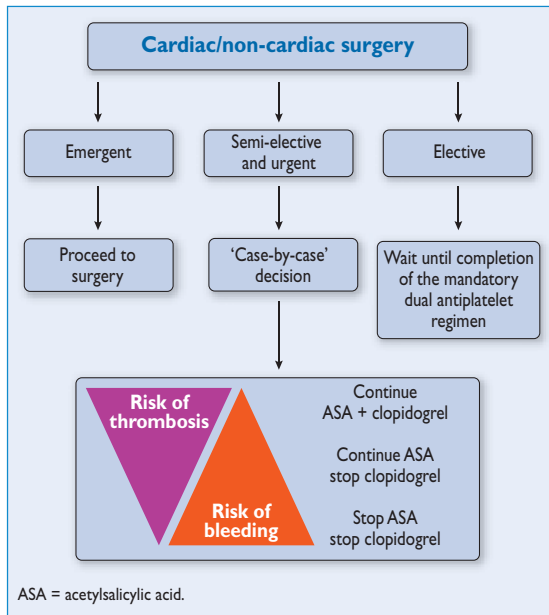 Cardiac/non-cardiac surgery
Emergent
Semi-elective
and urgent
Elective
Proceed to
surgery
‘Case-by-case’
decision
Wait until completion
of the mandatory
dual antiplatelet
regimen
Risk of
thrombosis
Risk of
bleeding
Continue
ASA + clopidogrel
Continue ASA
stop clopidogrel
Stop ASA
stop clopidogrel
ASA = acetylsalicylic acid.